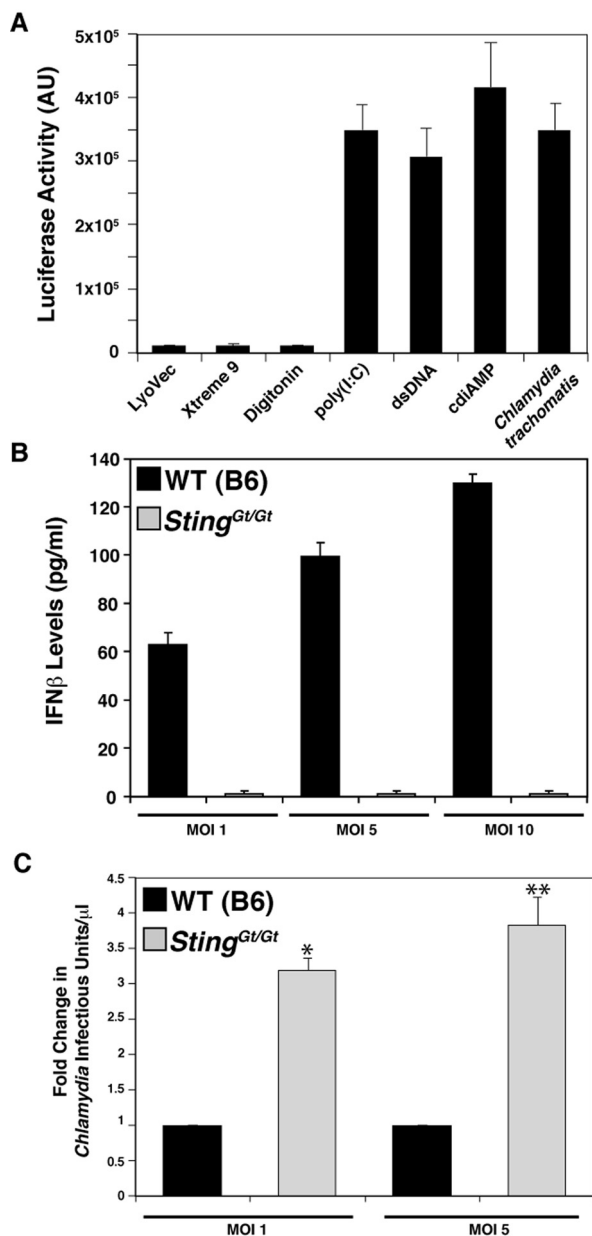 A
Luciferase Activity (AU)
5x10⁵
4x10⁵
3x10⁵
2x10⁵
1x10⁵
0
LyoVec
Xtreme 9
Digitonin
poly(I:C)
dsDNA
cdiAMP
Chlamydia
trachomatis
B
IFNβ Levels (pg/ml)
140
120
100
80
60
40
20
0
WT (B6)
Sting^Gt/Gt
MOI 1
MOI 5
MOI 10
C
Fold Change in
Chlamydia Infectious Units/µl
4.5
4
3.5
3
2.5
2
1.5
1
0.5
0
WT (B6)
Sting^Gt/Gt
*
**
MOI 1
MOI 5